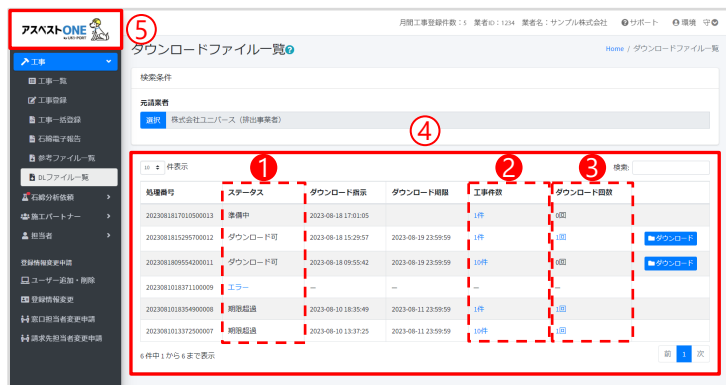 月間工事登録件数：5 業者ID：1234 業者名：サンプル株式会社 サポート 環境 守
アスベストONE
by LIXIL PORT
⑤
ダウンロードファイル一覧
Home / ダウンロードファイル一覧
工事
工事一覧
工事登録
工事一括登録
石綿電子報告
参考ファイル一覧
DLファイル一覧
石綿分析依頼
施工パートナー
担当者
登録情報変更申請
ユーザー追加・削除
登録情報変更
窓口担当者変更申請
請求先担当者変更申請
検索条件
元請業者
選択 株式会社ユニバース（排出事業者）
④
10 件表示
検索:
1 2 3
処理番号 ステータス ダウンロード指示 ダウンロード期限 工事件数 ダウンロード回数
2023081817010500013 準備中 2023-08-18 17:01:05 1件 0回
2023081815295700012 ダウンロード可 2023-08-18 15:29:57 2023-08-19 23:59:59 1件 1回 ダウンロード
2023081809554200011 ダウンロード可 2023-08-18 09:55:42 2023-08-19 23:59:59 10件 0回 ダウンロード
2023081018371100009 エラー – – – –
2023081018354900008 期限超過 2023-08-10 18:35:49 2023-08-11 23:59:59 1件 1回
2023081013372500007 期限超過 2023-08-10 13:37:25 2023-08-11 23:59:59 10件 1回
6 件中 1 から 6 まで表示
前 1 次